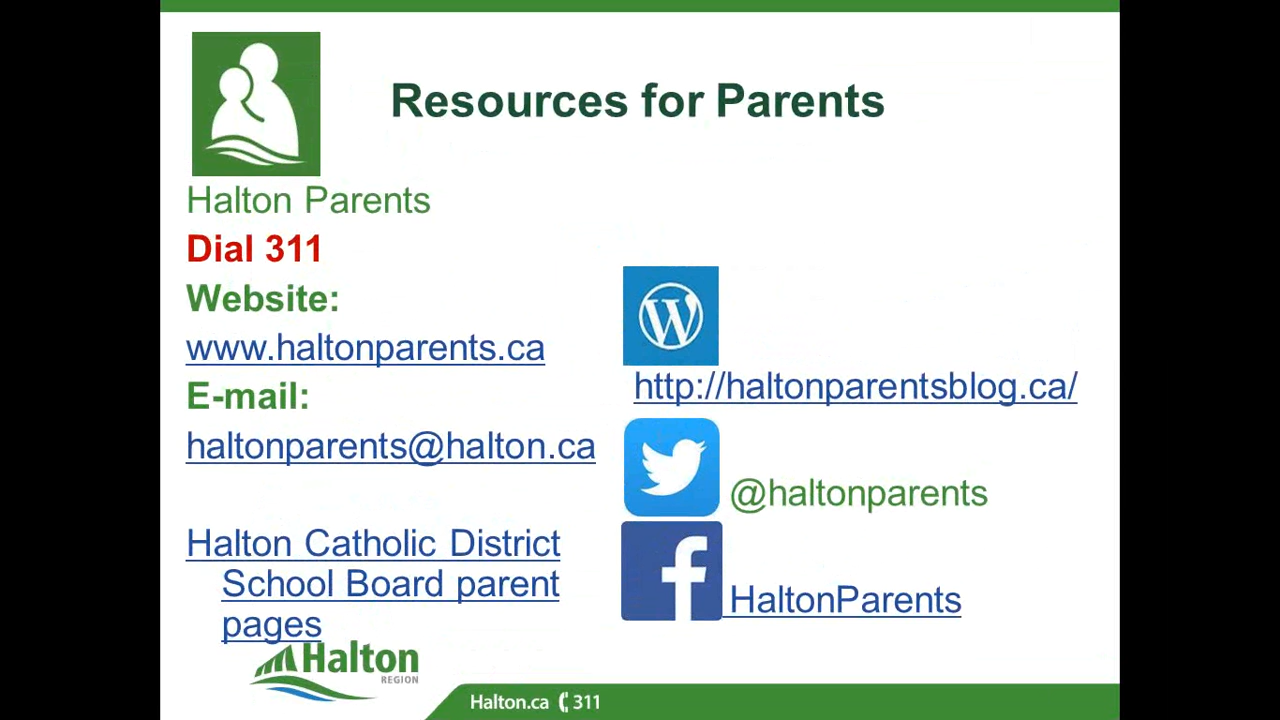 Resources for Parents
Halton Parents
Dial 311
Website:
www.haltonparents.ca
E-mail:
haltonparents@halton.ca
Halton Catholic District
School Board parent
pages
http://haltonparentsblog.ca/
@haltonparents
HaltonParents
Halton
REGION
Halton.ca 311